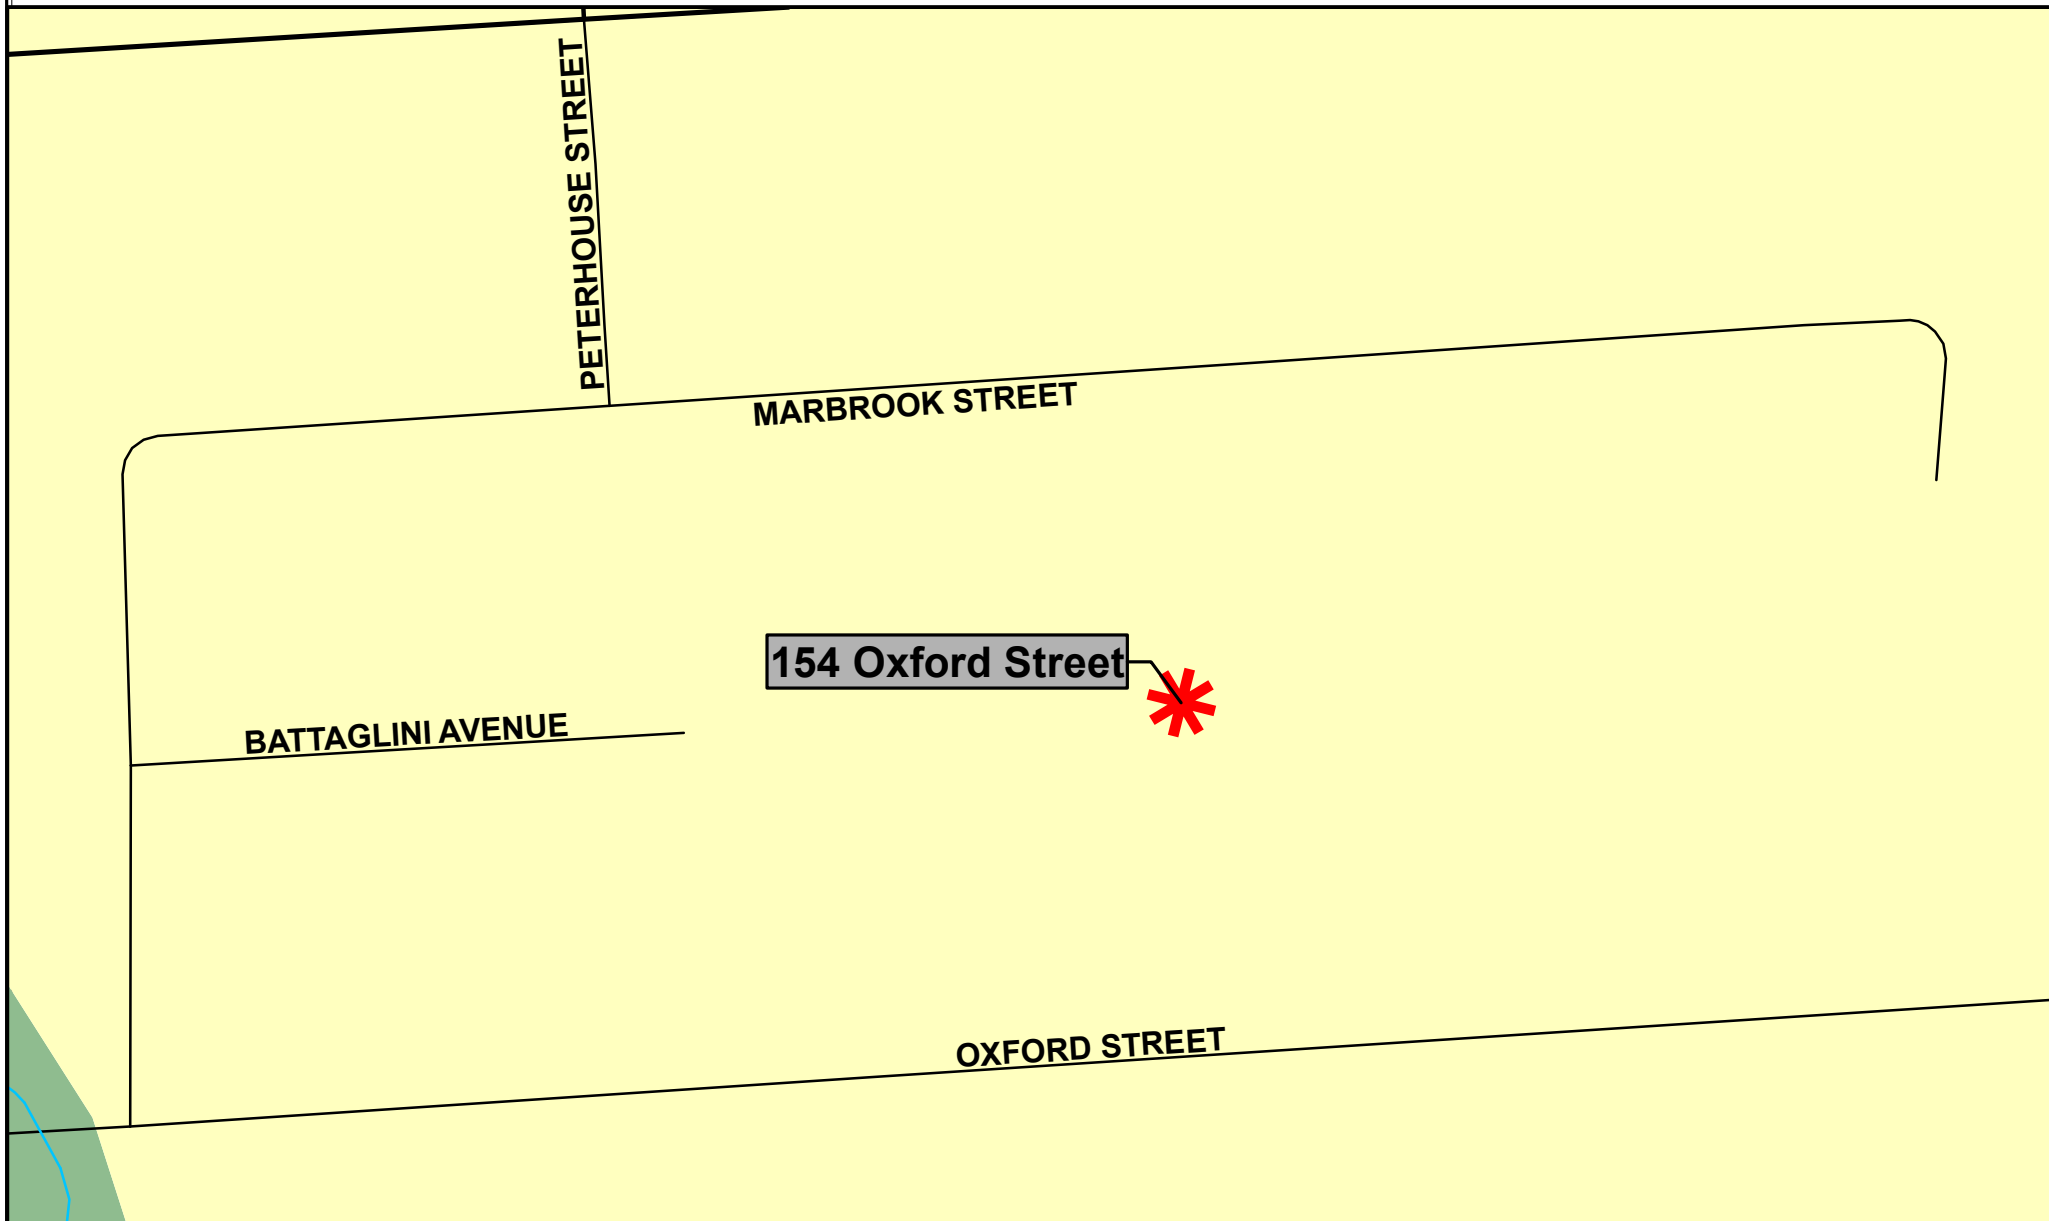 PETERHOUSE STREET
MARBROOK STREET
154 Oxford Street
BATTAGLINI AVENUE
OXFORD STREET